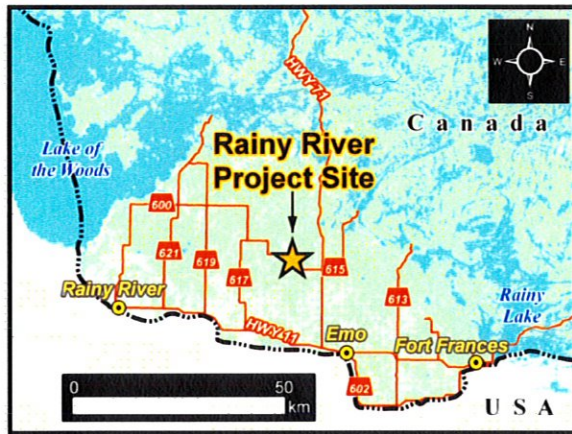 N
W E
S
HWY 71
Canada
Lake of
the Woods
Rainy River
Project Site
600
621
619
617
615
613
Rainy River
HWY 11
Emo
Fort Frances
Rainy
Lake
602
0 50
km
USA